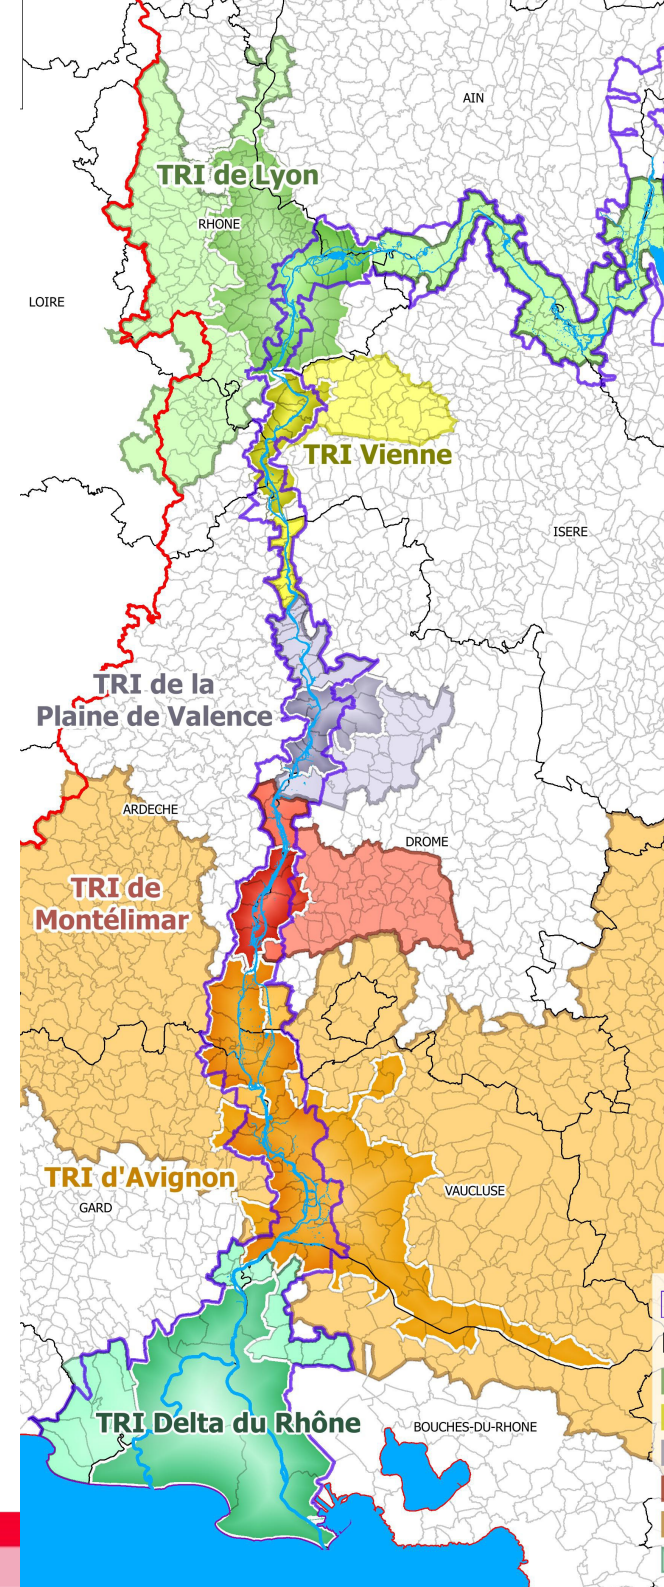 AIN
TRI de Lyon
RHONE
LOIRE
TRI Vienne
ISERE
TRI de la
Plaine de Valence
ARDECHE
DROME
TRI de
Montélimar
TRI d'Avignon
VAUCLUSE
GARD
TRI Delta du Rhône
BOUCHES-DU-RHONE